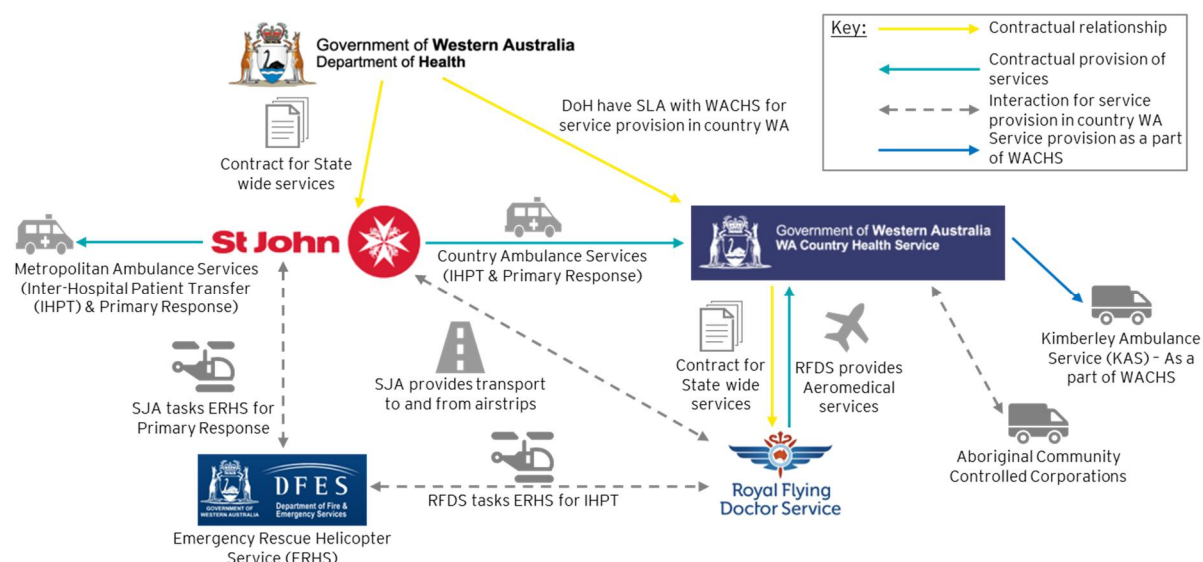 Government of Western Australia
Department of Health
Key:
Contractual relationship
Contractual provision of
services
Interaction for service
provision in country WA
Service provision as a part
of WACHS
DoH have SLA with WACHS for
service provision in country WA
Contract for State
wide services
St John
Country Ambulance Services
(IHPT & Primary Response)
Government of Western Australia
WA Country Health Service
Metropolitan Ambulance Services
(Inter-Hospital Patient Transfer
(IHPT) & Primary Response)
Kimberley Ambulance
Service (KAS) – As a
part of WACHS
SJA provides transport
to and from airstrips
Contract for
State wide
services
RFDS provides
Aeromedical
services
SJA tasks ERHS for
Primary Response
Aboriginal Community
Controlled Corporations
GOVERNMENT OF
WESTERN AUSTRALIA
DFES
Department of Fire &
Emergency Services
RFDS tasks ERHS for IHPT
Royal Flying
Doctor Service
Emergency Rescue Helicopter
Service (ERHS)